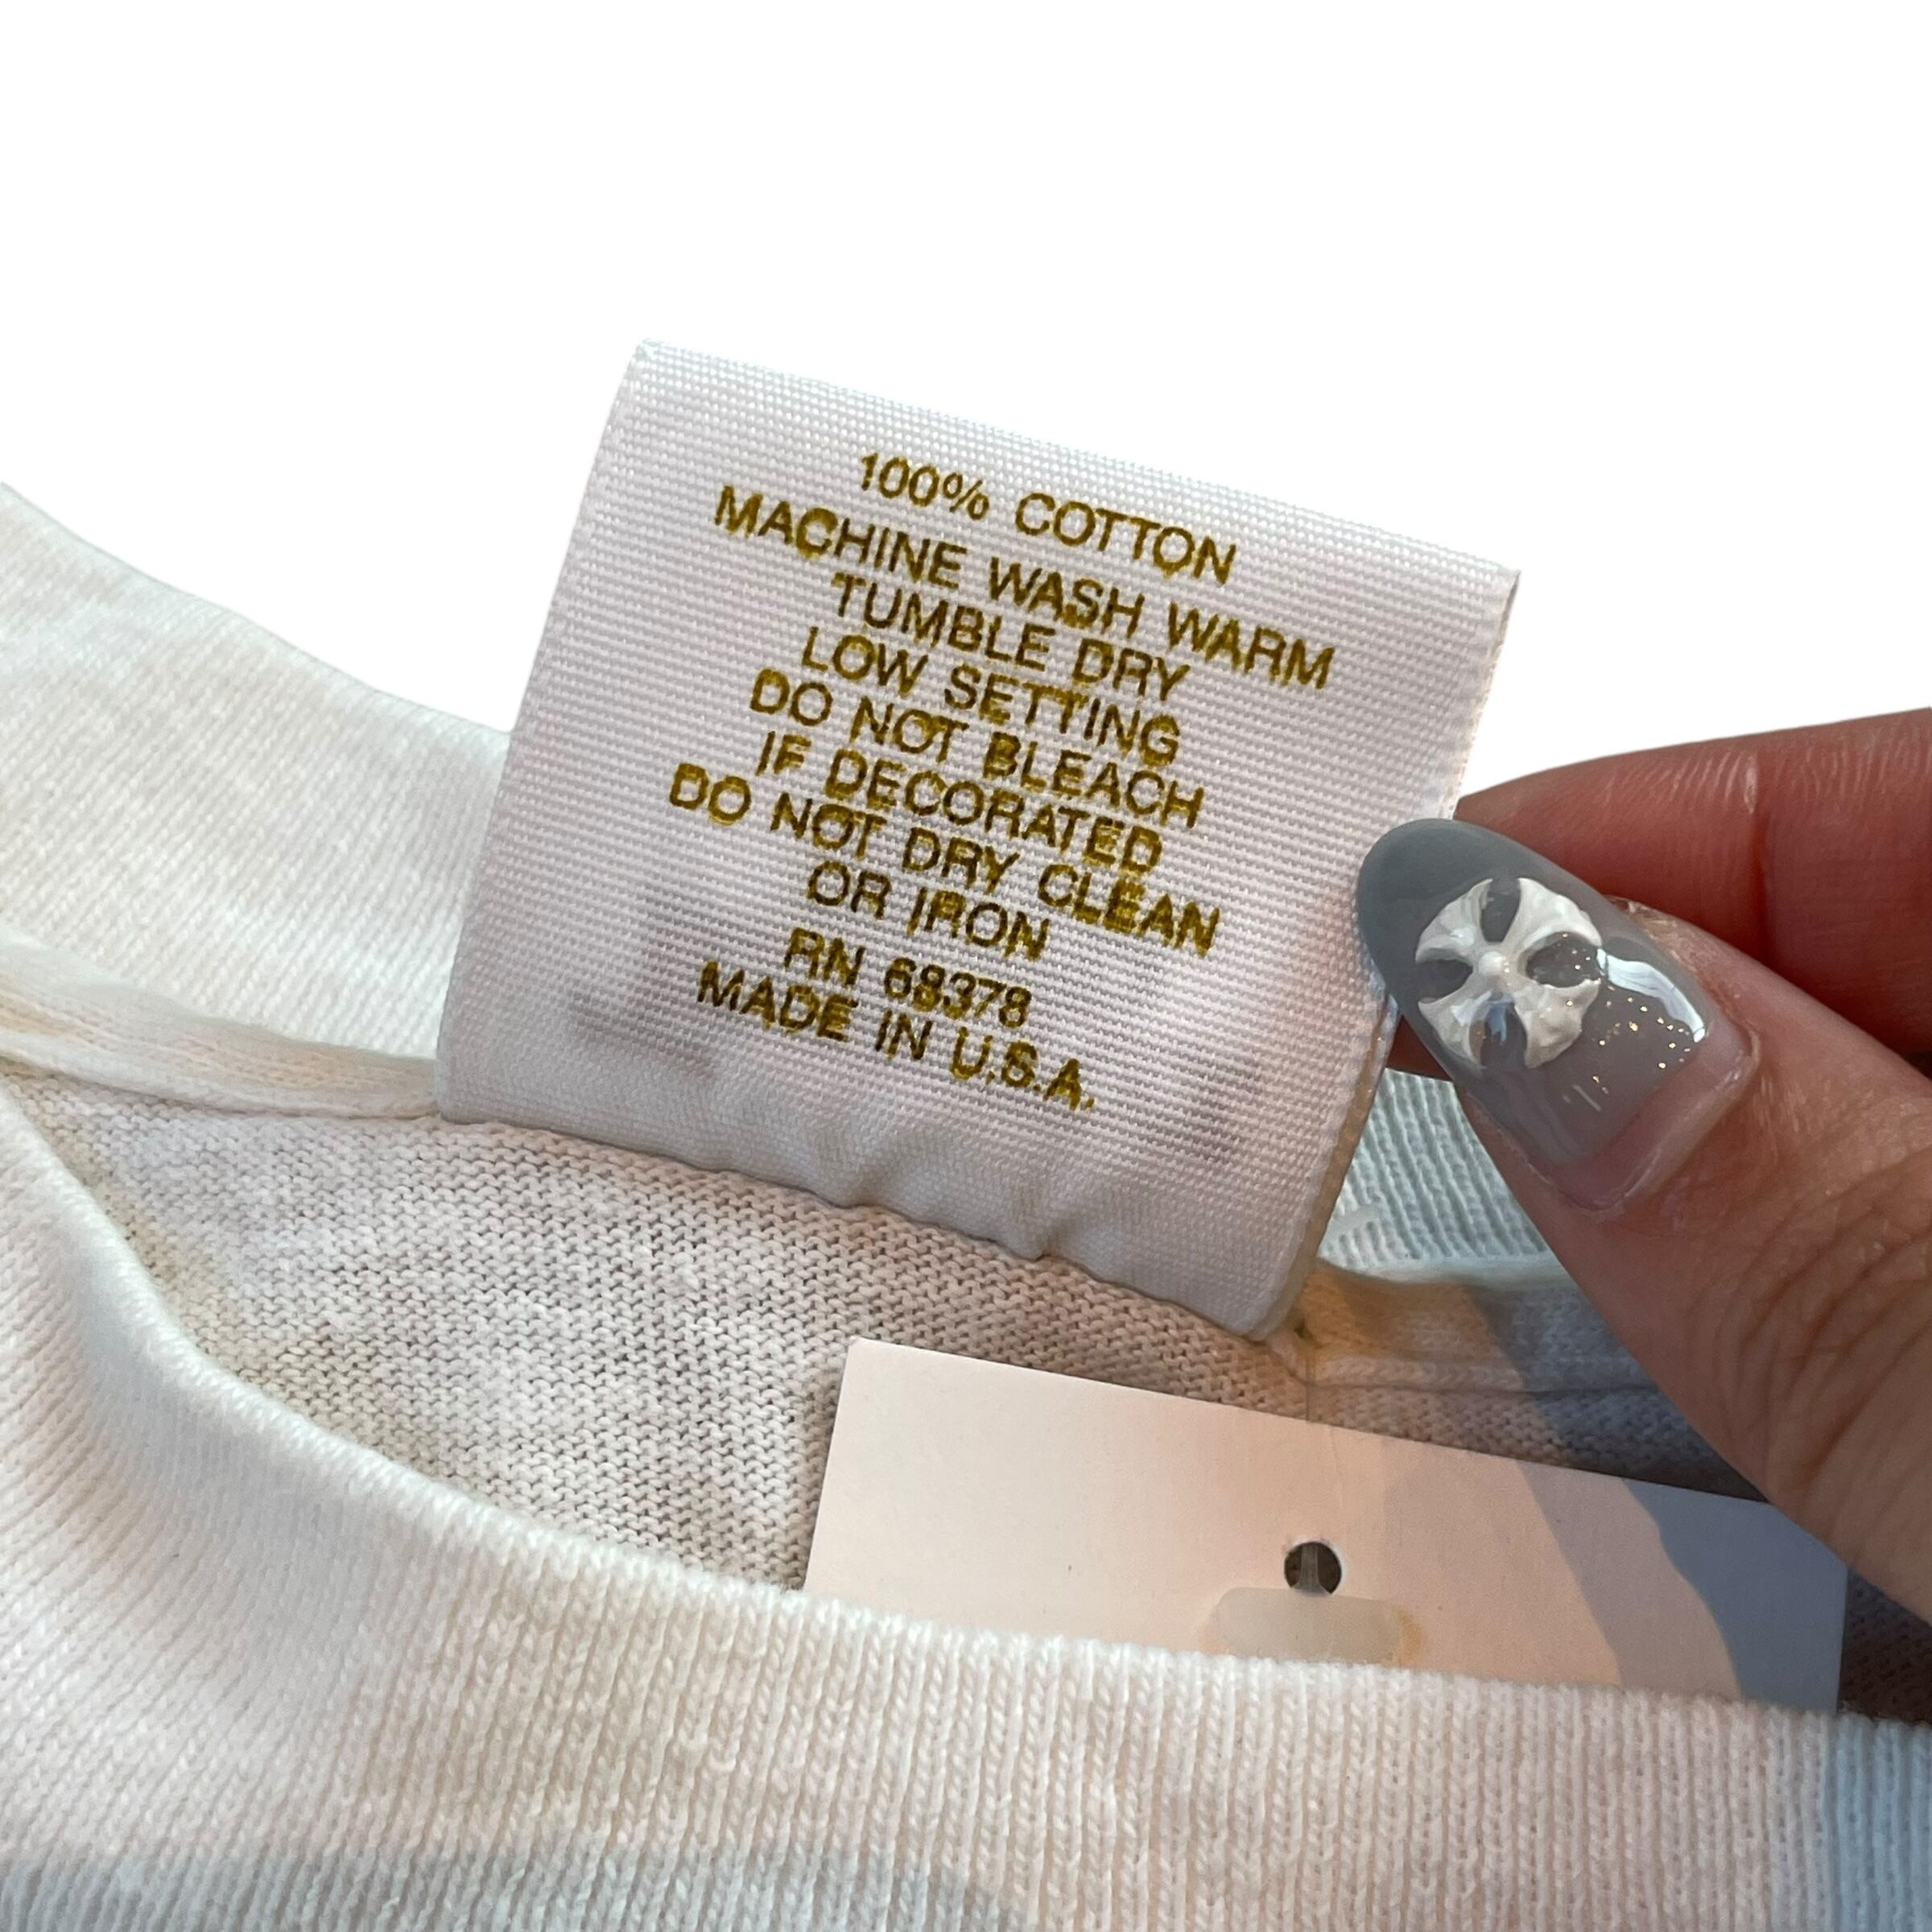 100% COTTON
MACHINE WASH WARM
TUMBLE DRY
LOW SETTING
DO NOT BLEACH
IF DECORATED
DO NOT DRY CLEAN
OR IRON
RN 68378
MADE IN U.S.A.